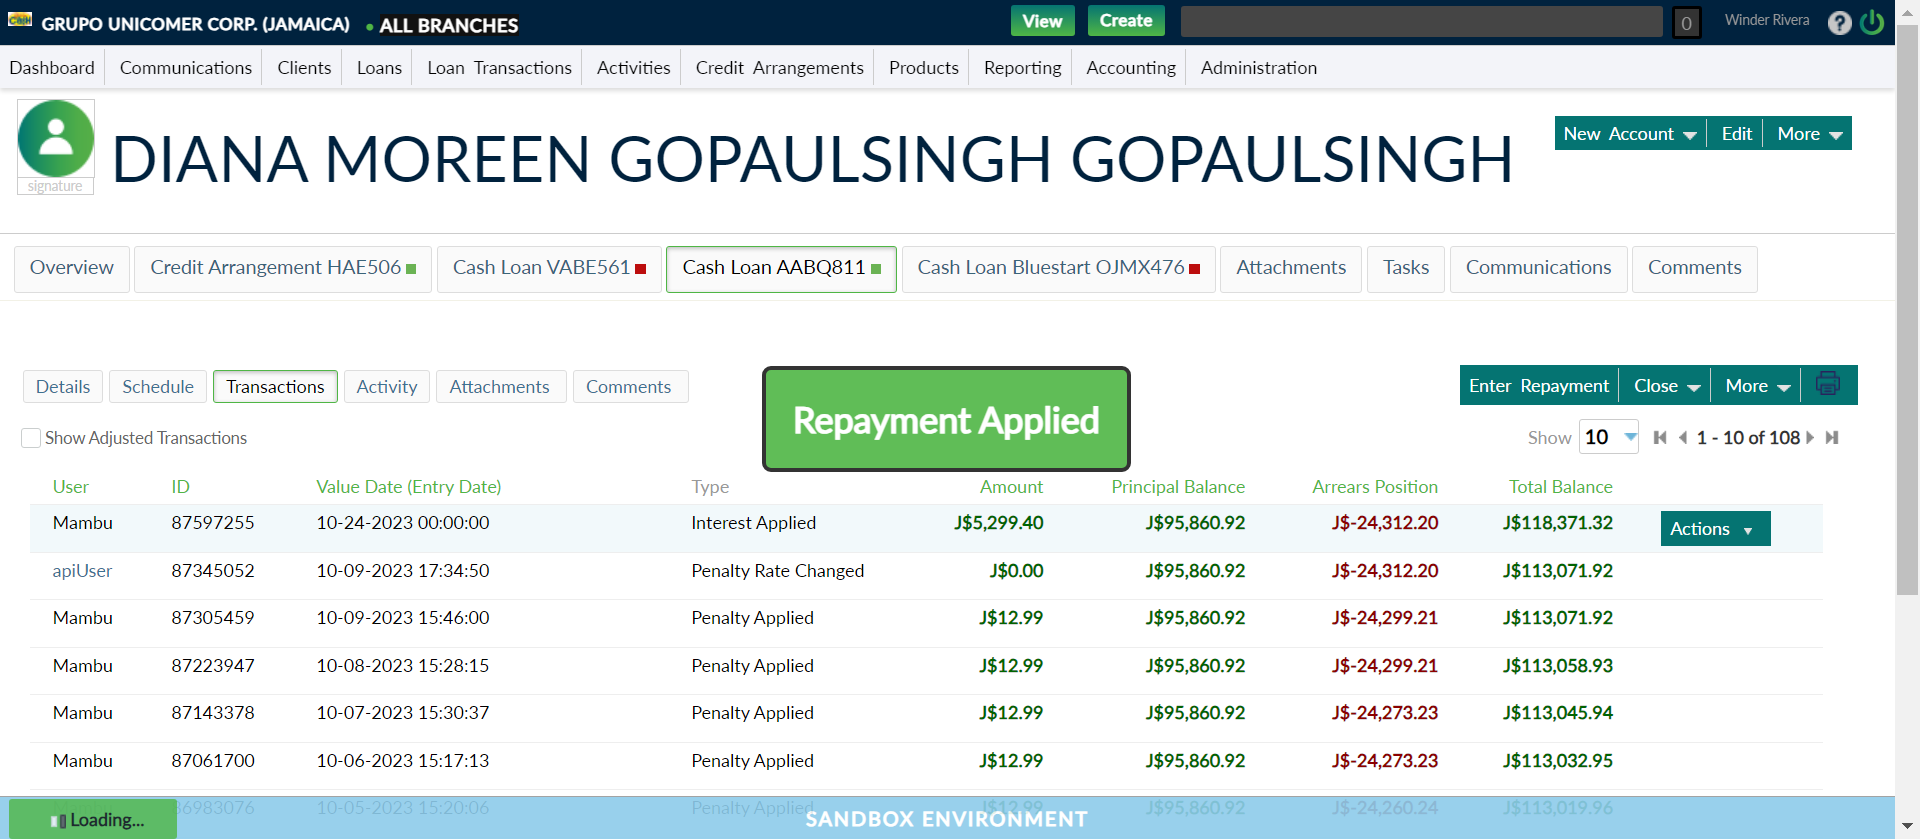 GRUPO UNICOMER CORP. (JAMAICA) ALL BRANCHES View Create 0 Winder Rivera ?
Dashboard Communications Clients Loans Loan Transactions Activities Credit Arrangements Products Reporting Accounting Administration
signature
DIANA MOREEN GOPAULSINGH GOPAULSINGH
New Account Edit More
Overview Credit Arrangement HAE506 Cash Loan VABE561 Cash Loan AABQ811 Cash Loan Bluestart OJMX476 Attachments Tasks Communications Comments
Details Schedule Transactions Activity Attachments Comments
Enter Repayment Close More
Repayment Applied
Show Adjusted Transactions
Show 10 1 - 10 of 108
User ID Value Date (Entry Date) Type Amount Principal Balance Arrears Position Total Balance
Mambu 87597255 10-24-2023 00:00:00 Interest Applied J$5,299.40 J$95,860.92 J$-24,312.20 J$118,371.32 Actions
apiUser 87345052 10-09-2023 17:34:50 Penalty Rate Changed J$0.00 J$95,860.92 J$-24,312.20 J$113,071.92
Mambu 87305459 10-09-2023 15:46:00 Penalty Applied J$12.99 J$95,860.92 J$-24,299.21 J$113,071.92
Mambu 87223947 10-08-2023 15:28:15 Penalty Applied J$12.99 J$95,860.92 J$-24,299.21 J$113,058.93
Mambu 87143378 10-07-2023 15:30:37 Penalty Applied J$12.99 J$95,860.92 J$-24,273.23 J$113,045.94
Mambu 87061700 10-06-2023 15:17:13 Penalty Applied J$12.99 J$95,860.92 J$-24,273.23 J$113,032.95
Mambu 86983076 10-05-2023 15:20:06 Penalty Applied J$12.99 J$95,860.92 J$-24,260.24 J$113,019.96
Loading...
SANDBOX ENVIRONMENT